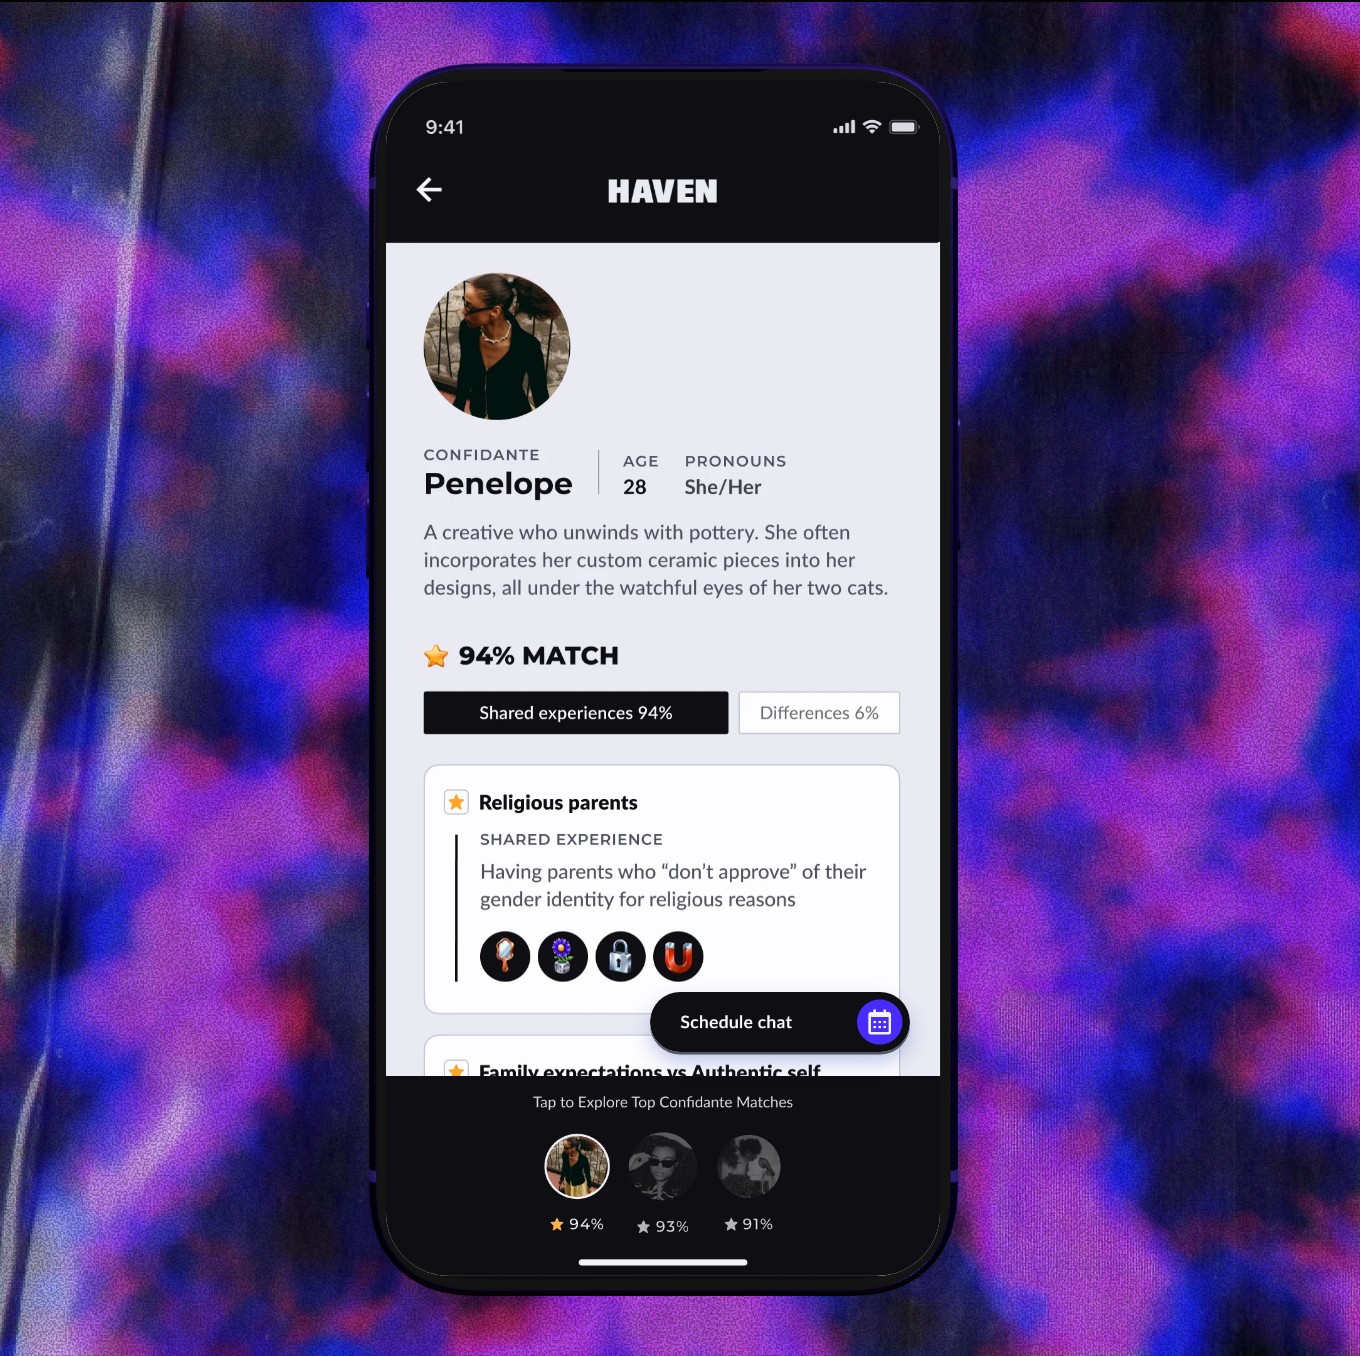 9:41
HAVEN
CONFIDANTE
Penelope
AGE
28
PRONOUNS
She/Her
A creative who unwinds with pottery. She often
incorporates her custom ceramic pieces into her
designs, all under the watchful eyes of her two cats.
94% MATCH
Shared experiences 94%
Differences 6%
Religious parents
SHARED EXPERIENCE
Having parents who “don’t approve” of their
gender identity for religious reasons
Schedule chat
Family expectations vs Authentic self
Tap to Explore Top Confidante Matches
94%
93%
91%